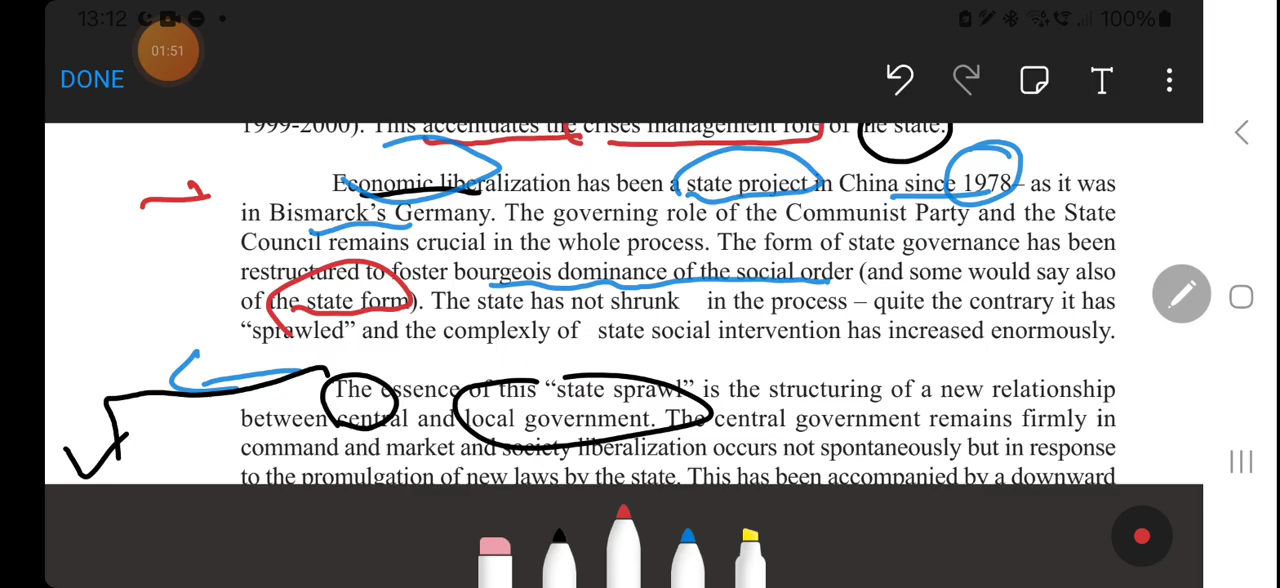 13:12
100%
01:51
DONE
T
1999-2000). This accentuates the crises management role of the state.
Economic liberalization has been a state project in China since 1978– as it was
in Bismarck’s Germany. The governing role of the Communist Party and the State
Council remains crucial in the whole process. The form of state governance has been
restructured to foster bourgeois dominance of the social order (and some would say also
of the state form). The state has not shrunk in the process – quite the contrary it has
“sprawled” and the complexly of state social intervention has increased enormously.
The essence of this “state sprawl” is the structuring of a new relationship
between central and local government. The central government remains firmly in
command and market and society liberalization occurs not spontaneously but in response
to the promulgation of new laws by the state. This has been accompanied by a downward